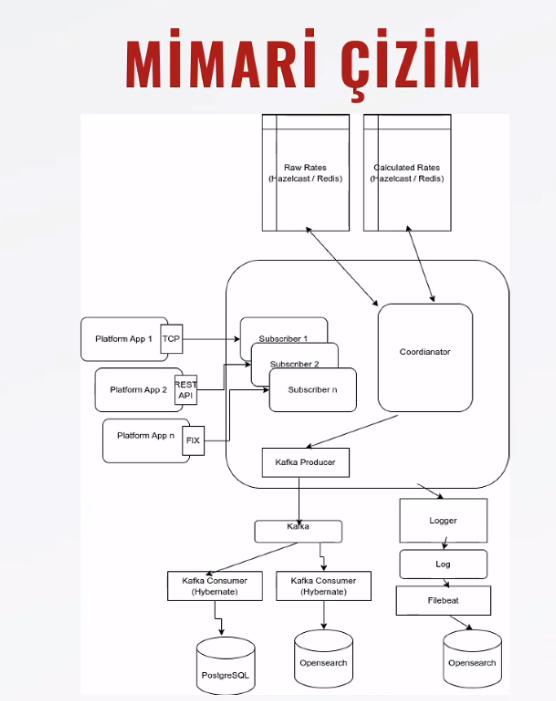 MİMARİ ÇİZİM
Raw Rates
(Hazelcast / Redis)
Calculated Rates
(Hazelcast / Redis)
Platform App 1
TCP
Subscriber 1
Coordianator
Platform App 2
REST
API
Subscriber 2
Subscriber n
Platform App n
FIX
Kafka Producer
Kafka
Logger
Log
Kafka Consumer
(Hybernate)
Kafka Consumer
(Hybernate)
Filebeat
PostgreSQL
Opensearch
Opensearch